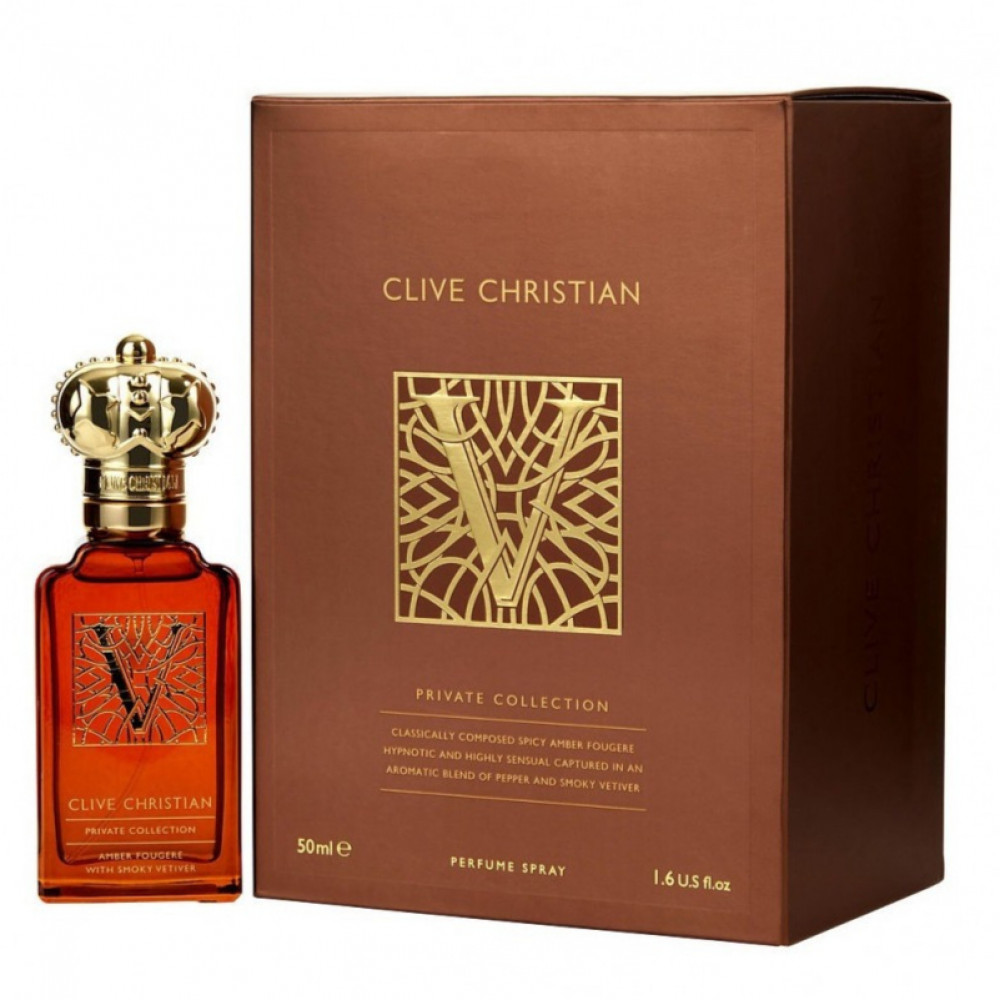 CLIVE CHRISTIAN
V
PRIVATE COLLECTION
CLASSICALLY COMPOSED SPICY AMBER FOUGERE
HYPNOTIC AND HIGHLY SENSUAL CAPTURED IN AN
AROMATIC BLEND OF PEPPER AND SMOKY VETIVER
50ml e
PERFUME SPRAY
1.6 U.S fl.oz
CLIVE CHRISTIAN
CLIVE CHRISTIAN
V
CLIVE CHRISTIAN
PRIVATE COLLECTION
AMBER FOUGERE
WITH SMOKY VETIVER